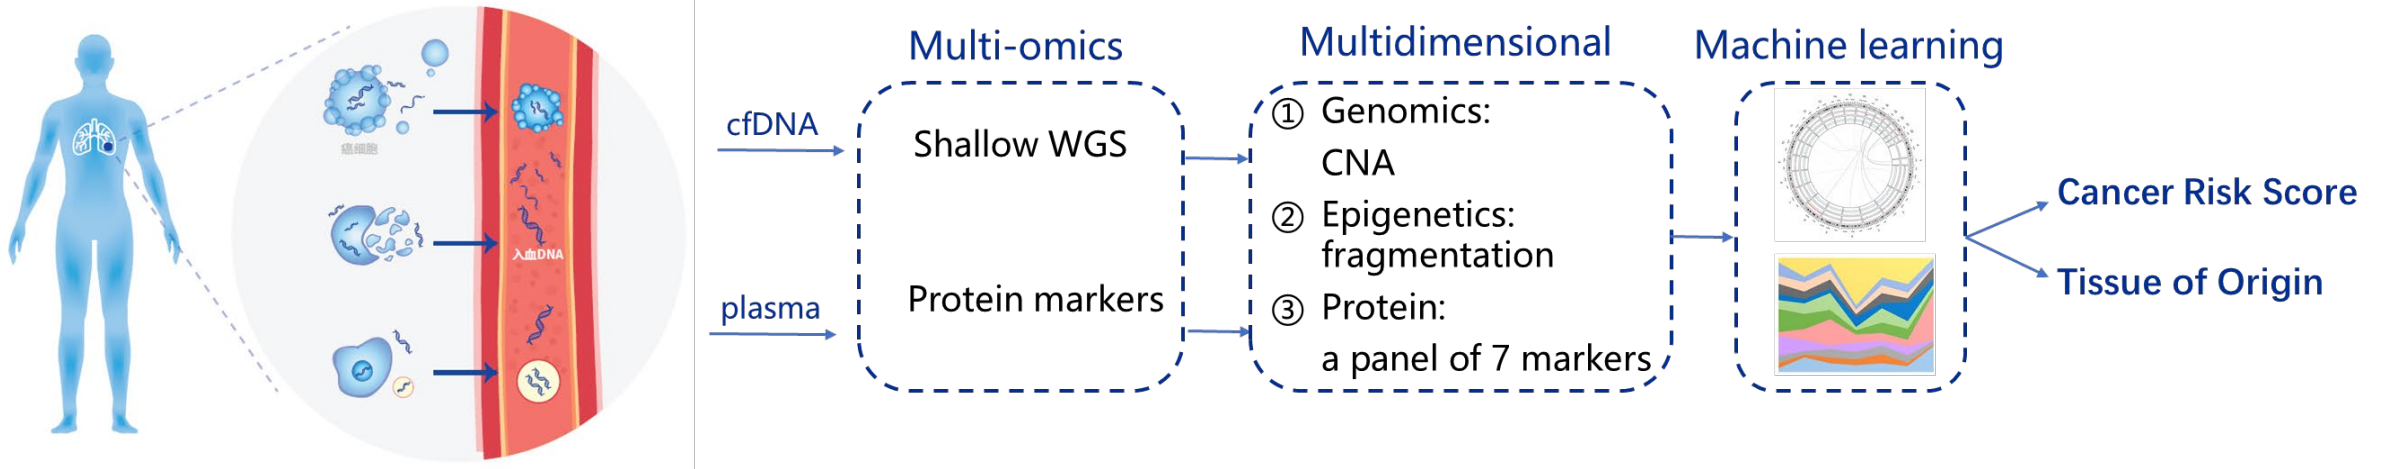 癌细胞
入血DNA
cfDNA
plasma
Multi-omics
Shallow WGS
Protein markers
Multidimensional
① Genomics:
CNA
② Epigenetics:
fragmentation
③ Protein:
a panel of 7 markers
Machine learning
Cancer Risk Score
Tissue of Origin